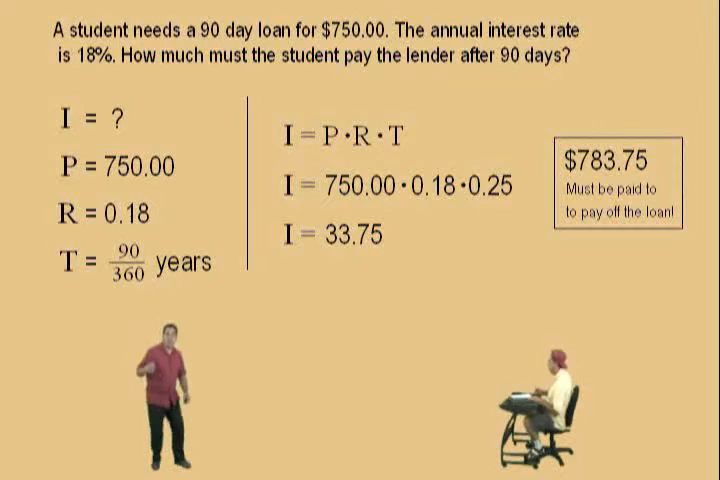 A student needs a 90 day loan for $750.00. The annual interest rate
is 18%. How much must the student pay the lender after 90 days?
I = ?
P = 750.00
R = 0.18
T = 90/360 years
I = P·R·T
I = 750.00·0.18·0.25
I = 33.75
$783.75
Must be paid to
to pay off the loan!